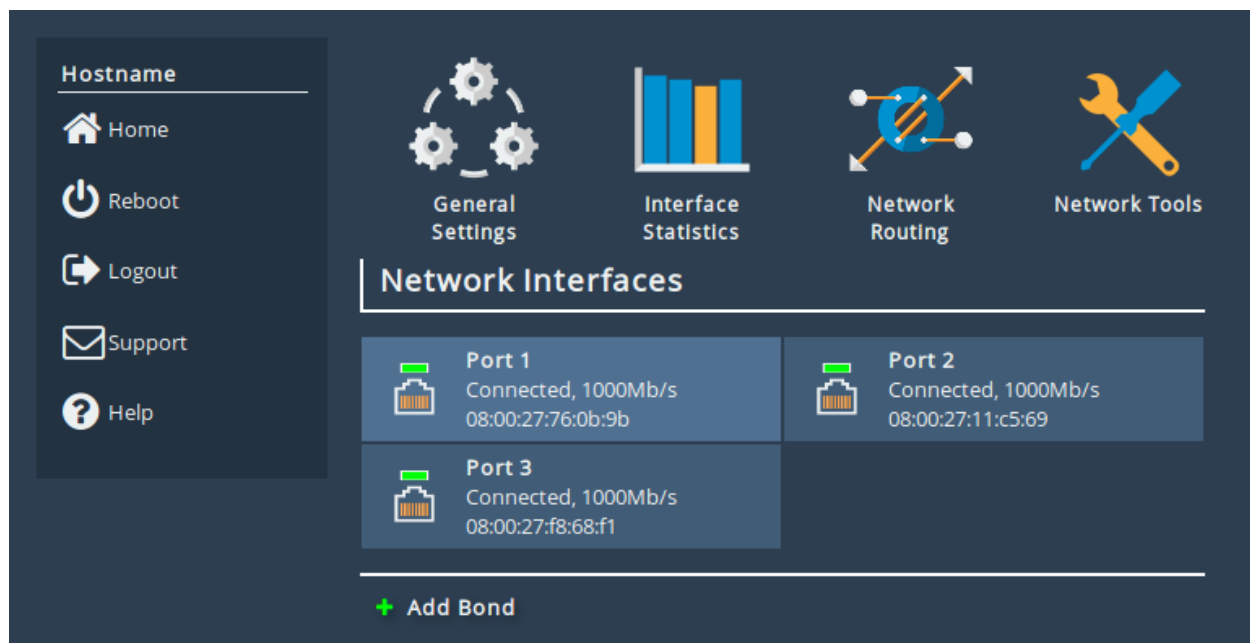 Hostname
Home
Reboot
Logout
Support
Help
General
Settings
Interface
Statistics
Network
Routing
Network Tools
Network Interfaces
Port 1
Connected, 1000Mb/s
08:00:27:76:0b:9b
Port 2
Connected, 1000Mb/s
08:00:27:11:c5:69
Port 3
Connected, 1000Mb/s
08:00:27:f8:68:f1
+ Add Bond